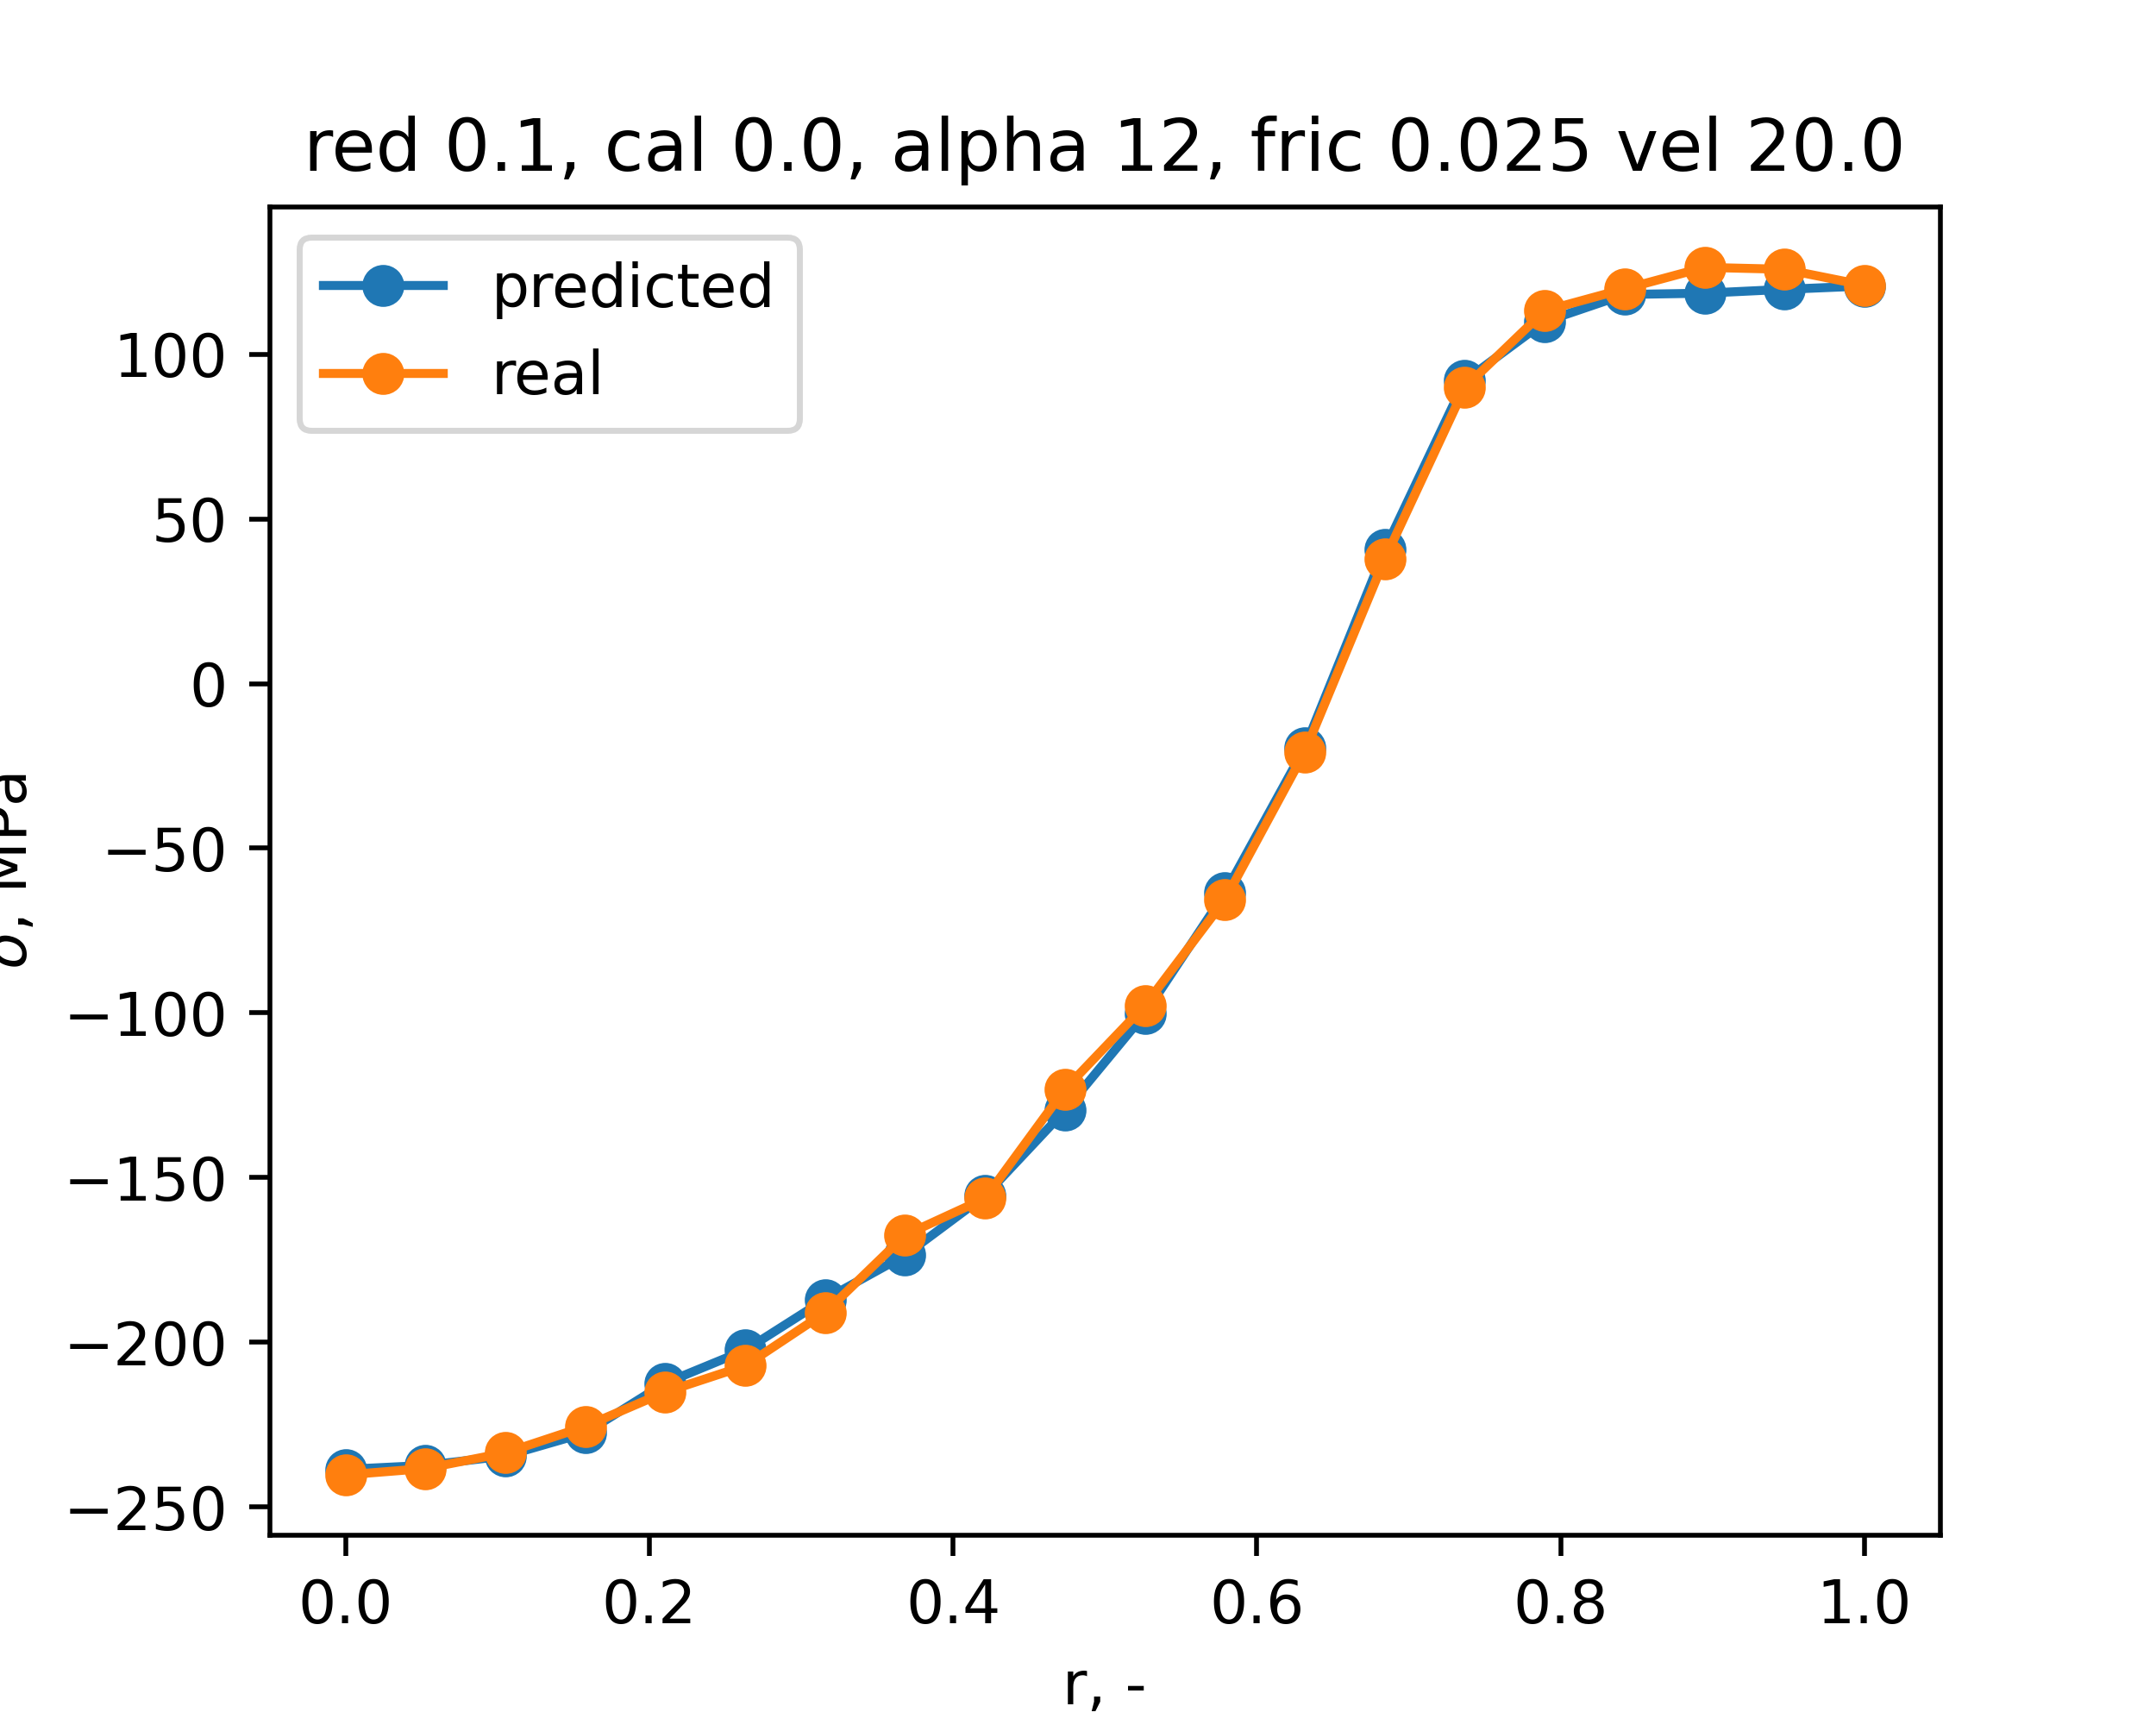 red 0.1, cal 0.0, alpha 12, fric 0.025 vel 20.0
predicted
real
100
50
0
−50
−100
−150
−200
−250
σ, MPa
0.0 0.2 0.4 0.6 0.8 1.0
r, -